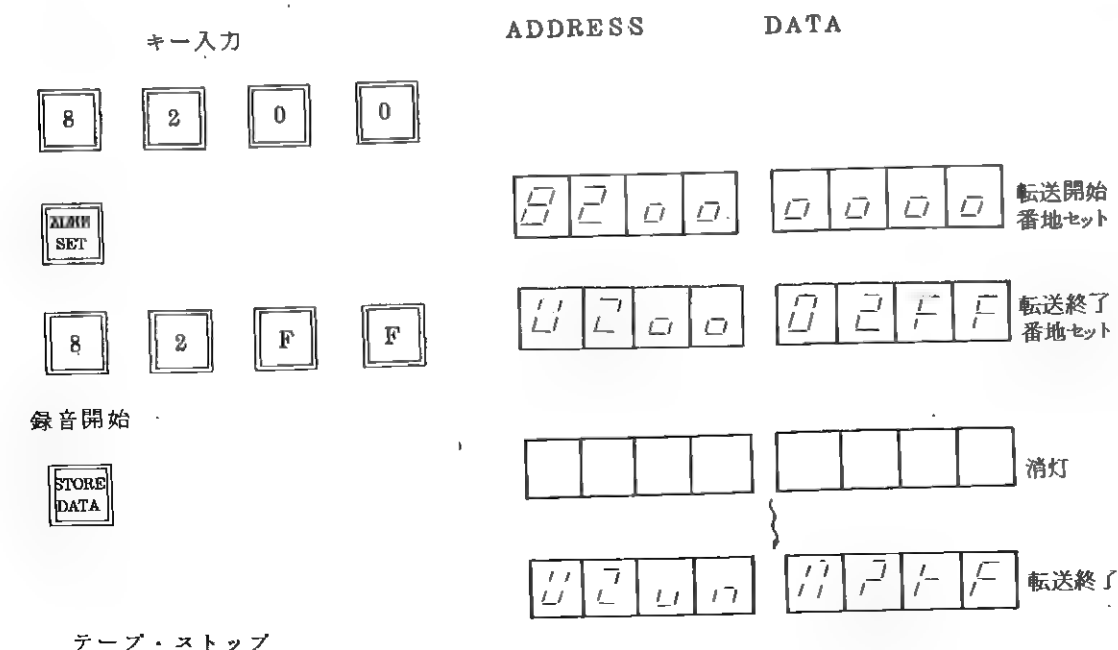 キー入力 ADDRESS DATA
8 2 0 0
8200 0000 転送開始
番地セット
SET
02FF 転送終了
番地セット
8 2 F F
録音開始
消灯
STORE
DATA
転送終了
テープ・ストップ